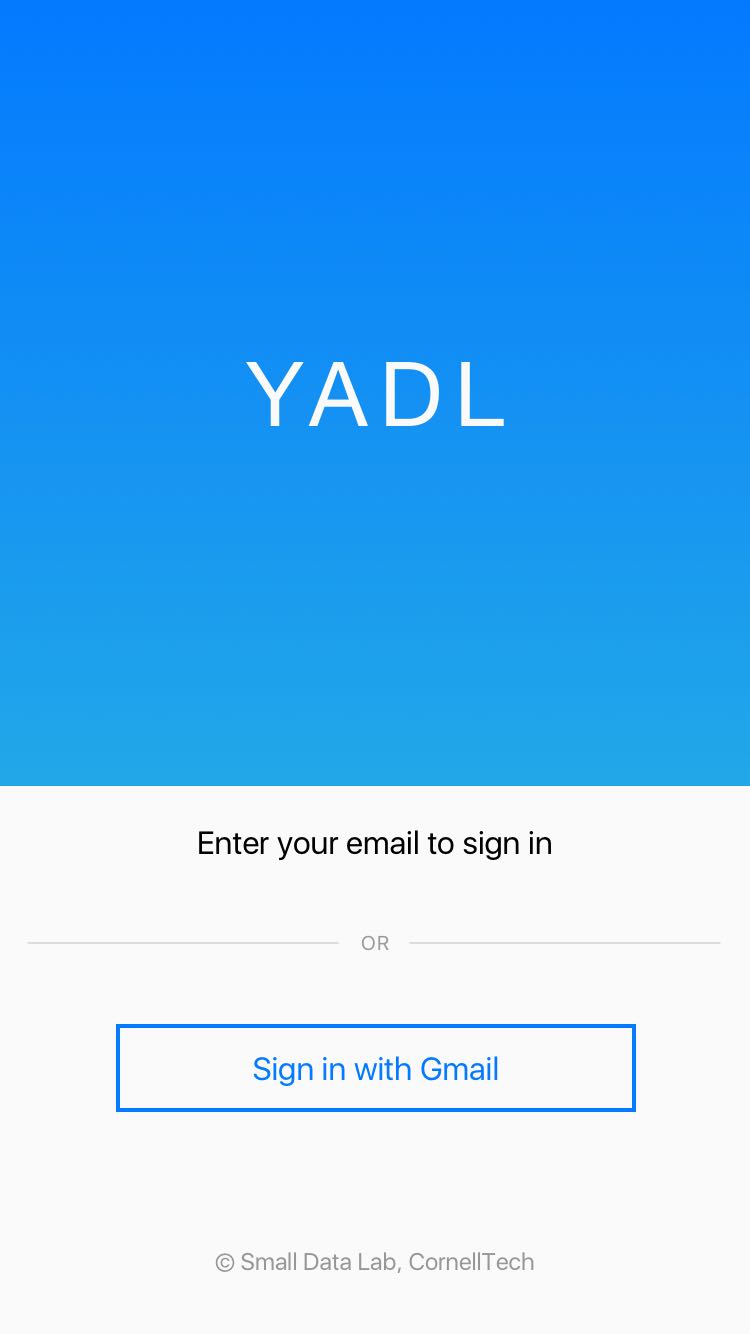 YADL
Enter your email to sign in
OR
Sign in with Gmail
© Small Data Lab, CornellTech